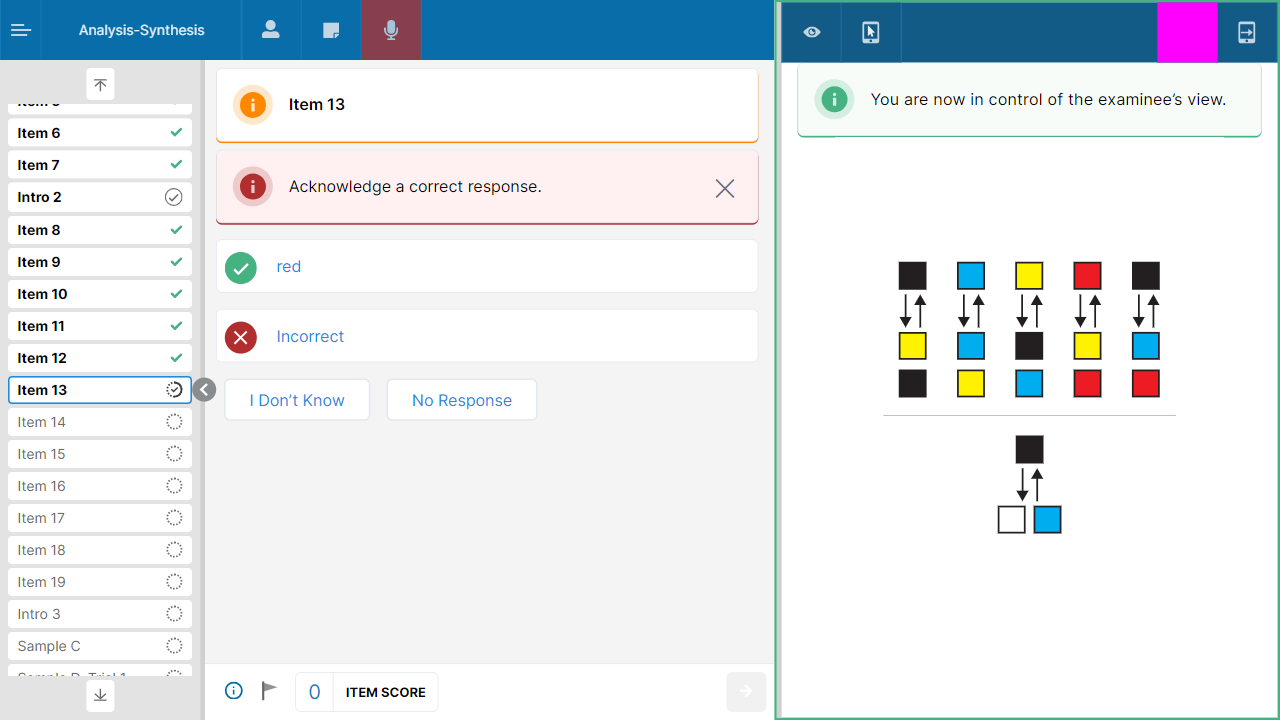 Analysis-Synthesis
Item 6
Item 7
Intro 2
Item 8
Item 9
Item 10
Item 11
Item 12
Item 13
Item 14
Item 15
Item 16
Item 17
Item 18
Item 19
Intro 3
Sample C
Item 13
Acknowledge a correct response.
red
Incorrect
I Don’t Know
No Response
0 ITEM SCORE
You are now in control of the examinee’s view.